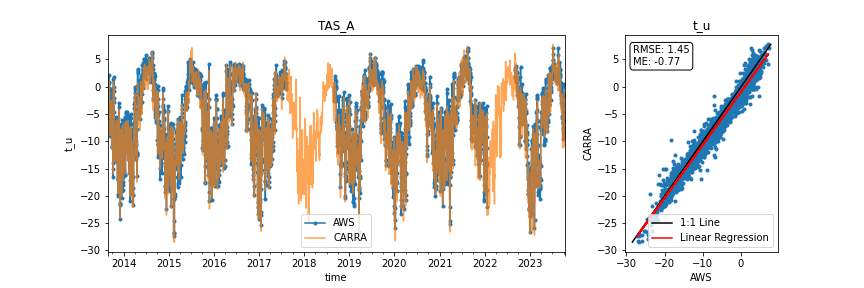 TAS_A
t_u
5
0
−5
−10
−15
−20
−25
−30
2014
2015
2016
2017
2018
2019
2020
2021
2022
2023
time
AWS
CARRA
t_u
RMSE: 1.45
ME: -0.77
CARRA
5
0
−5
−10
−15
−20
−25
−30
−30
−20
−10
0
AWS
1:1 Line
Linear Regression